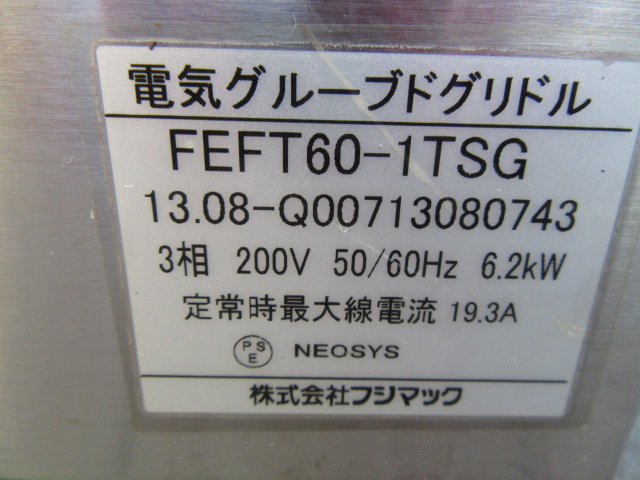 電気グルーブドグリドル
FEFT60-1TSG
13.08-Q00713080743
3相 200V 50/60Hz 6.2kW
定常時最大線電流 19.3A
PSE NEOSYS
株式会社フジマック